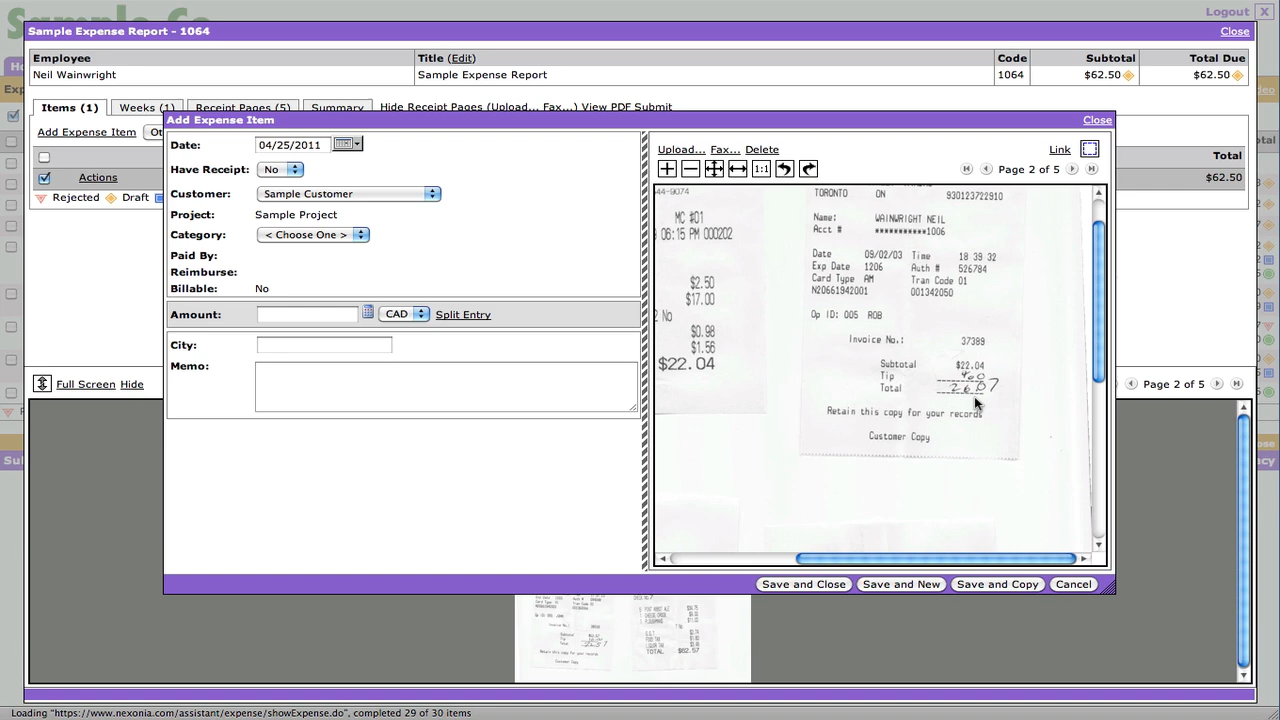 Sample Co
Logout X
Sample Expense Report - 1064
Close
Employee Title (Edit) Code Subtotal Total Due
Neil Wainwright Sample Expense Report 1064 $62.50 $62.50
Items (1) Weeks (1) Receipt Pages (5) Summary Hide Receipt Pages (Upload... Fax...) View PDF Submit
Add Expense Item
Total
Actions
$62.50
Rejected Draft
Add Expense Item
Close
Date: 04/25/2011
Have Receipt: No
Customer: Sample Customer
Project: Sample Project
Category: < Choose One >
Paid By:
Reimburse:
Billable: No
Amount: CAD Split Entry
City:
Memo:
Upload... Fax... Delete
Link
1:1
Page 2 of 5
44-9074
MC #01
06:15 PM 000202
$2.50
$17.00
2 No
$0.98
$1.56
$22.04
TORONTO ON 930123722910
Name: WAINWRIGHT NEIL
Acct # ***********1006
Date 09/02/03 Time 18 39 32
Exp Date 1206 Auth # 526784
Card Type AM Tran Code 01
N20661942001 001342050
Op ID: 005 ROB
Invoice No.: 37389
Subtotal $22.04
Tip
Total
Retain this copy for your records
Customer Copy
Save and Close Save and New Save and Copy Cancel
Full Screen Hide
Page 2 of 5
TOTAL $62.57
Loading "https://www.nexonia.com/assistant/expense/showExpense.do", completed 29 of 30 items